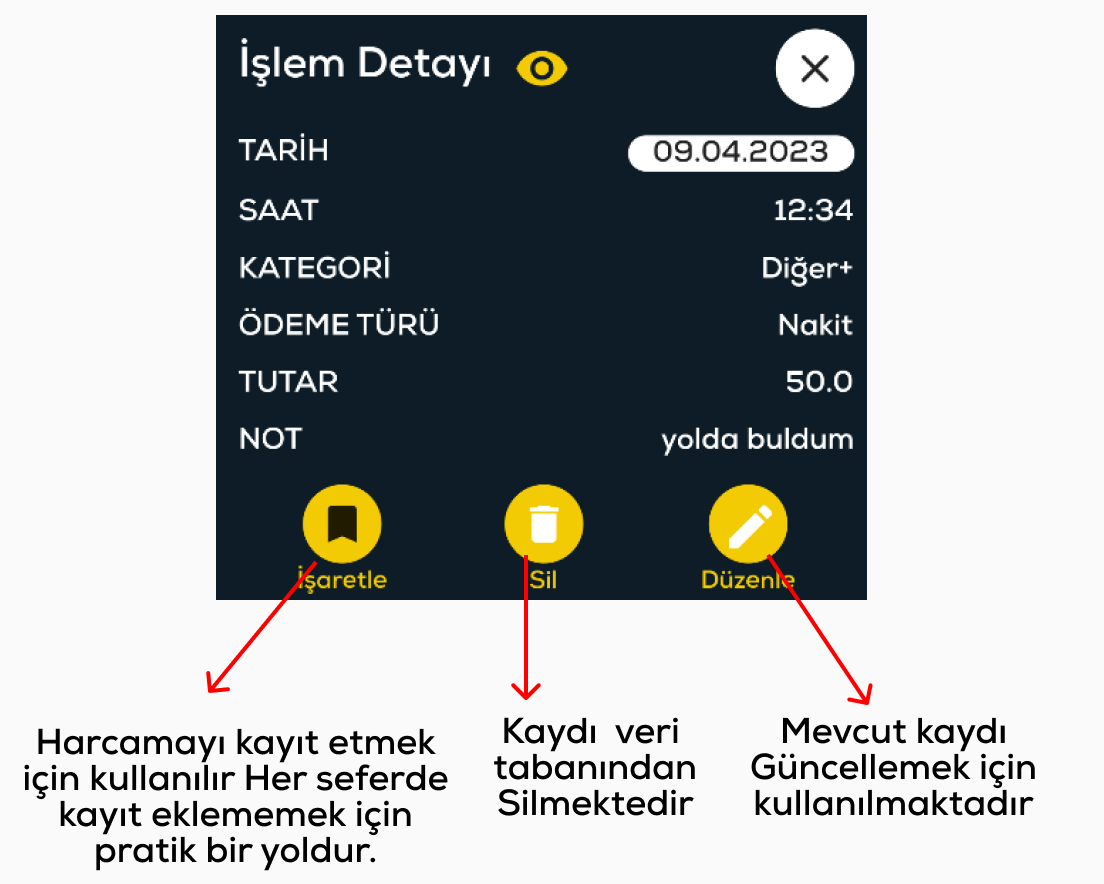 İşlem Detayı
TARİH 09.04.2023
SAAT 12:34
KATEGORİ Diğer+
ÖDEME TÜRÜ Nakit
TUTAR 50.0
NOT yolda buldum
İşaretle Sil Düzenle
Harcamayı kayıt etmek
için kullanılır Her seferde
kayıt eklememek için
pratik bir yoldur.
Kaydı veri
tabanından
Silmektedir
Mevcut kaydı
Güncellemek için
kullanılmaktadır